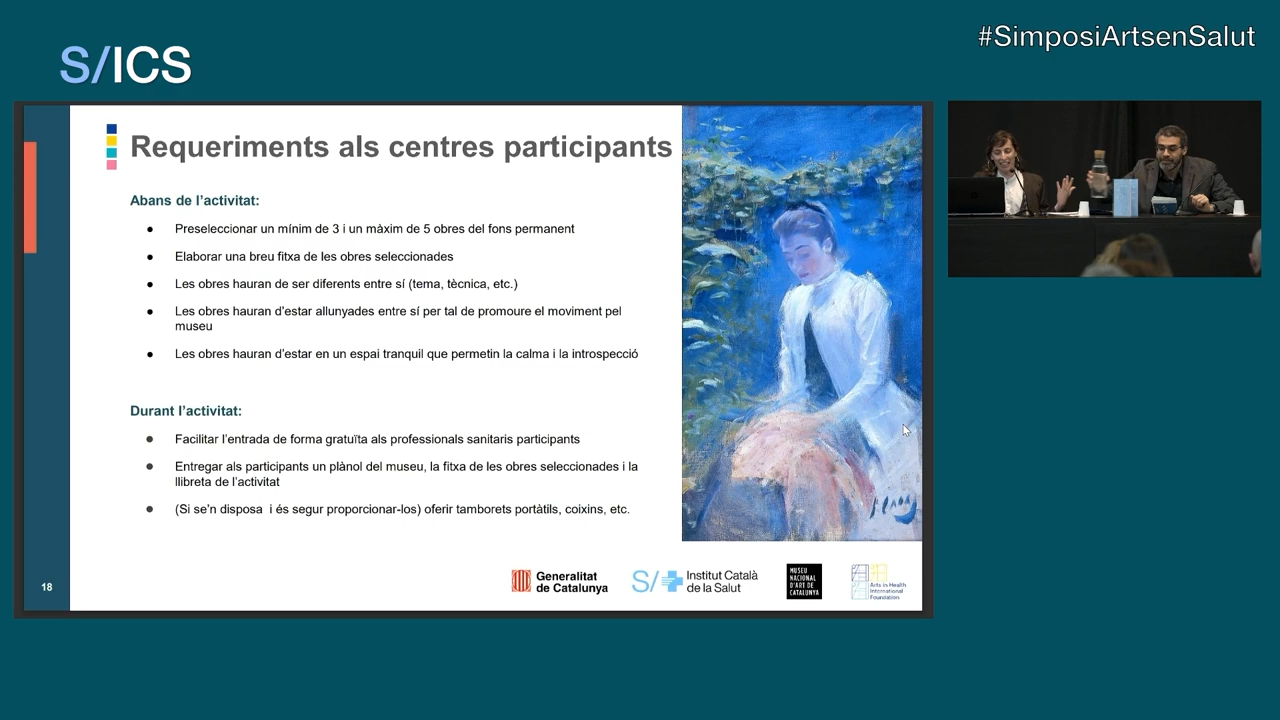 #SimposiArtsenSalut
S/ICS
Requeriments als centres participants
Abans de l’activitat:
● Preseleccionar un mínim de 3 i un màxim de 5 obres del fons permanent
● Elaborar una breu fitxa de les obres seleccionades
● Les obres hauran de ser diferents entre sí (tema, tècnica, etc.)
● Les obres hauran d’estar allunyades entre sí per tal de promoure el moviment pel
museu
● Les obres hauran d’estar en un espai tranquil que permetin la calma i la introspecció
Durant l’activitat:
● Facilitar l’entrada de forma gratuïta als professionals sanitaris participants
● Entregar als participants un plànol del museu, la fitxa de les obres seleccionades i la
llibreta de l’activitat
● (Si se’n disposa i és segur proporcionar-los) oferir tamborets portàtils, coixins, etc.
18
Generalitat
de Catalunya
S/
Institut Català
de la Salut
MUSEU
NACIONAL
D'ART DE
CATALUNYA
Arts in Health
International
Foundation